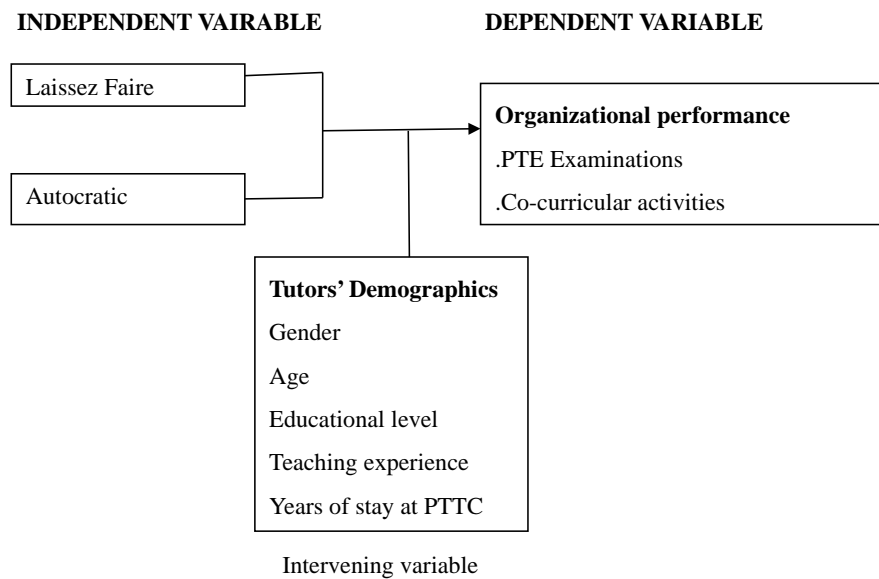 INDEPENDENT VAIRABLE
DEPENDENT VARIABLE
Laissez Faire
Autocratic
Organizational performance
.PTE Examinations
.Co-curricular activities
Tutors’ Demographics
Gender
Age
Educational level
Teaching experience
Years of stay at PTTC
Intervening variable